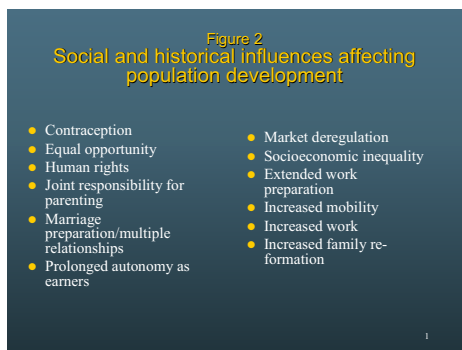 Figure 2
Social and historical influences affecting
population development
Contraception
Equal opportunity
Human rights
Joint responsibility for
parenting
Marriage
preparation/multiple
relationships
Prolonged autonomy as
earners
Market deregulation
Socioeconomic inequality
Extended work
preparation
Increased mobility
Increased work
Increased family re-
formation
1